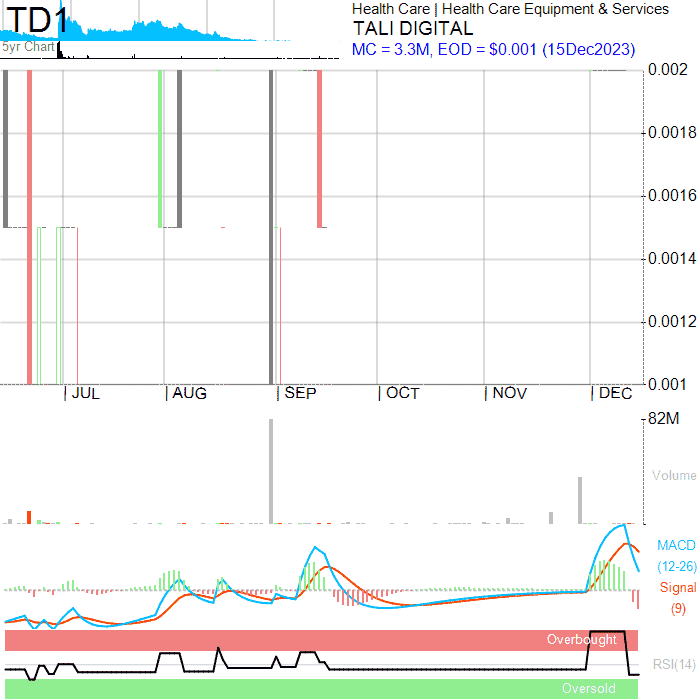 TD1
5yr Chart
Health Care | Health Care Equipment & Services
TALI DIGITAL
MC = 3.3M, EOD = $0.001 (15Dec2023)
0.002
0.0018
0.0016
0.0014
0.0012
0.001
| JUL | AUG | SEP | OCT | NOV | DEC
82M
Volume
MACD
(12-26)
Signal
(9)
Overbought
RSI(14)
Oversold